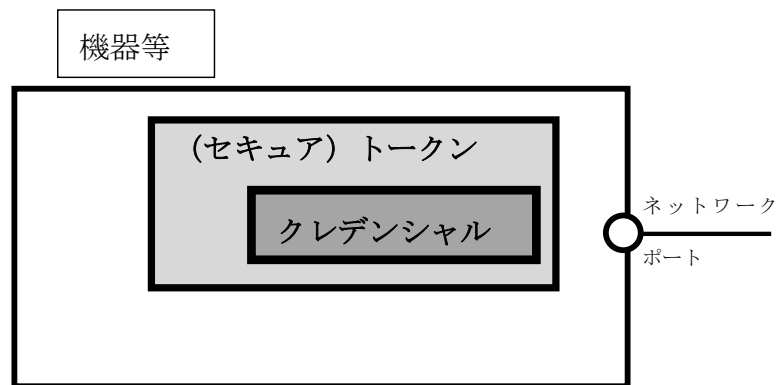 機器等
（セキュア）トークン
クレデンシャル
ネットワーク
ポート